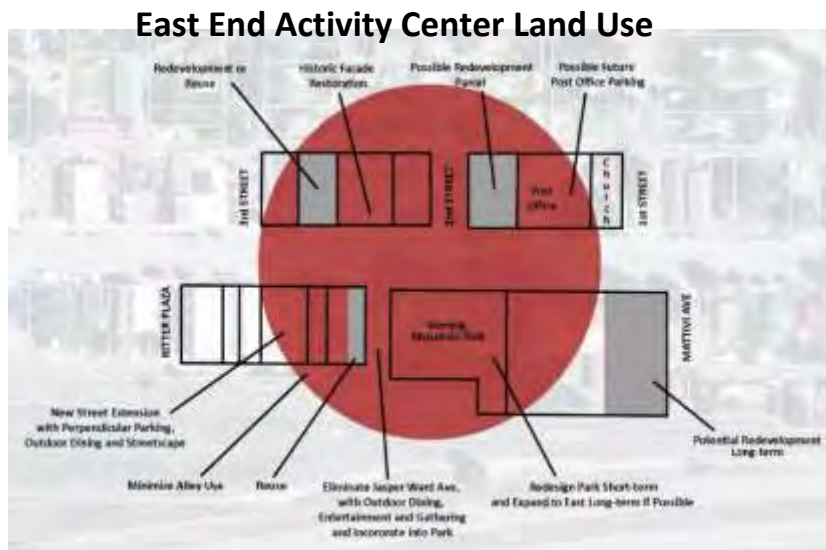 East End Activity Center Land Use
Redevelopment or
Reuse
Historic Facade
Restoration
Possible Redevelopment
Parcel
Possible Future
Post Office Parking
3rd STREET
2nd STREET
Post
Office
Church
1st STREET
RITTER PLAZA
Park
MATTIVI AVE
New Street Extension
with Perpendicular Parking,
Outdoor Dining and Streetscape
Minimize Alley Use
Reuse
Eliminate Jasper Ward Ave.
with Outdoor Dining,
Entertainment and Gathering
and Incorporate into Park
Redesign Park Short-term
and Expand to East Long-term if Possible
Potential Redevelopment
Long-term